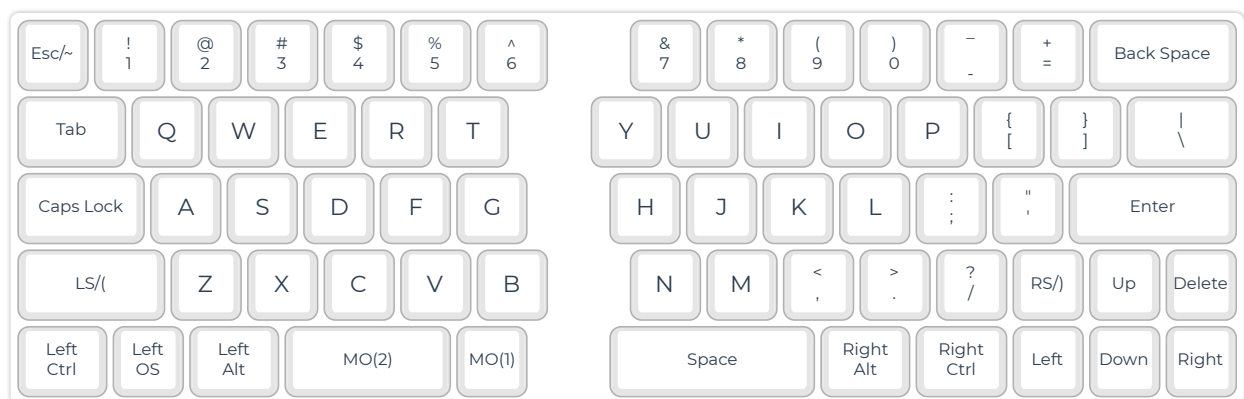 Esc/~ ! @ # $ % ^ & * ( ) _ + Back Space
1 2 3 4 5 6 7 8 9 0 - =
Tab Q W E R T Y U I O P { } |
[ ] \
Caps Lock A S D F G H J K L : " Enter
; '
LS/( Z X C V B N M < > ? RS/) Up Delete
, . /
Left Left Left MO(2) MO(1) Space Right Right Left Down Right
Ctrl OS Alt Alt Ctrl